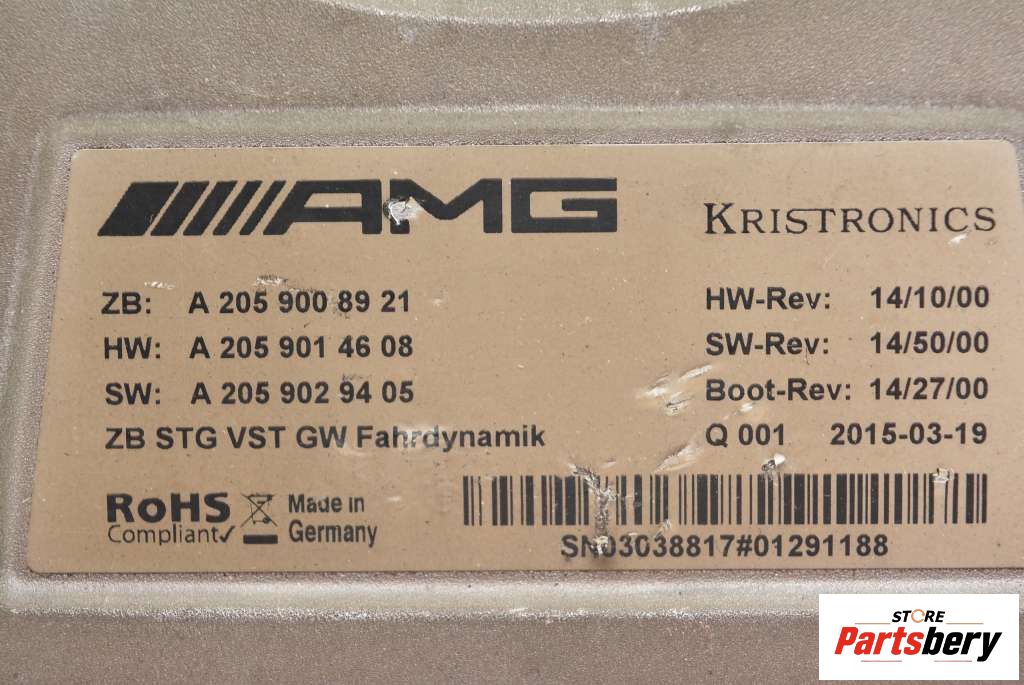 AMG
KRISTRONICS
ZB: A 205 900 89 21
HW-Rev: 14/10/00
HW: A 205 901 46 08
SW-Rev: 14/50/00
SW: A 205 902 94 05
Boot-Rev: 14/27/00
ZB STG VST GW Fahrdynamik
Q 001 2015-03-19
RoHS
Compliant
Made in
Germany
SN03038817#01291188
STORE
Partsbery